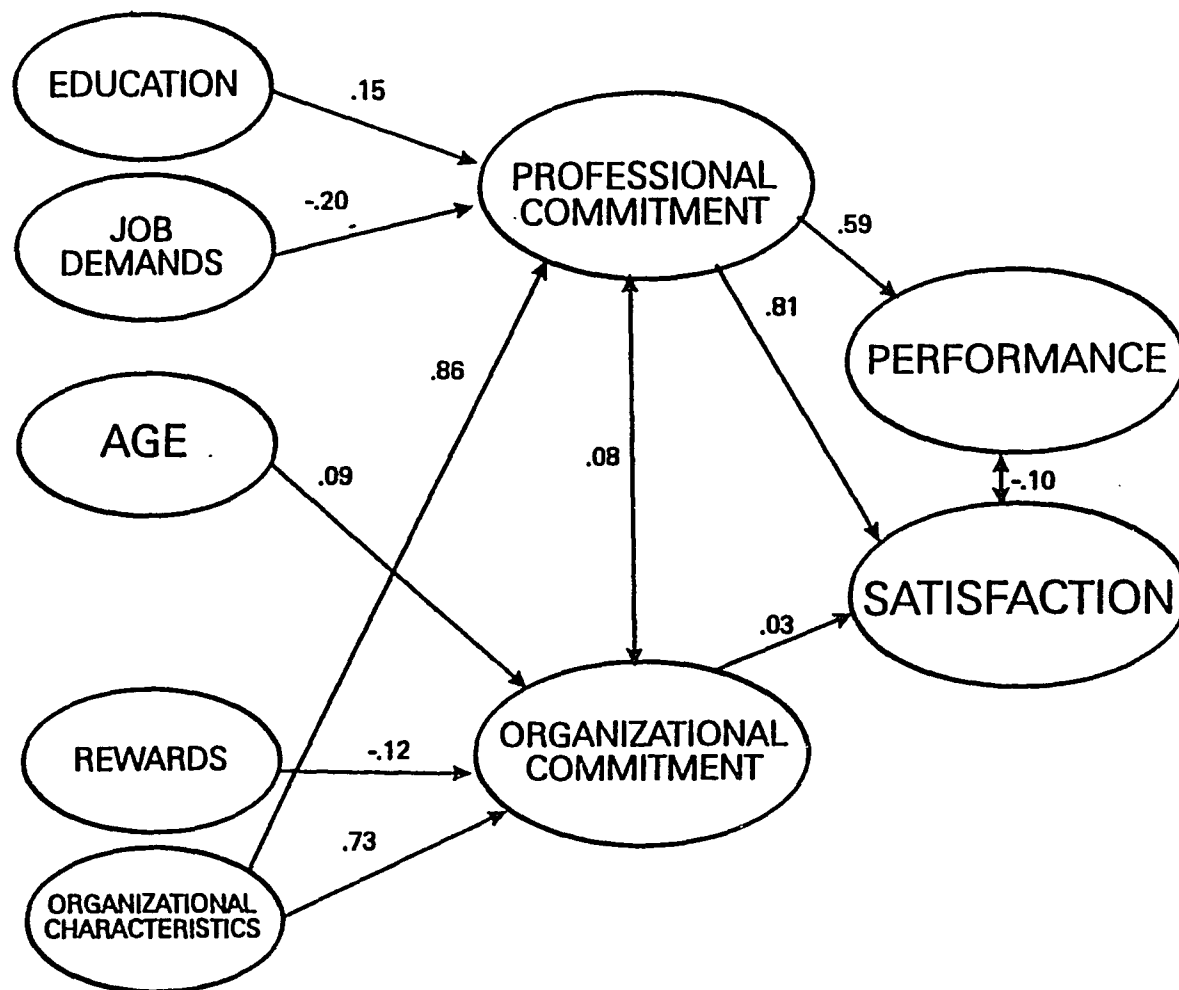 EDUCATION
.15
JOB
DEMANDS
-.20
PROFESSIONAL
COMMITMENT
.59
.81
PERFORMANCE
.86
AGE
.09
.08
-.10
SATISFACTION
.03
REWARDS
-.12
ORGANIZATIONAL
COMMITMENT
.73
ORGANIZATIONAL
CHARACTERISTICS